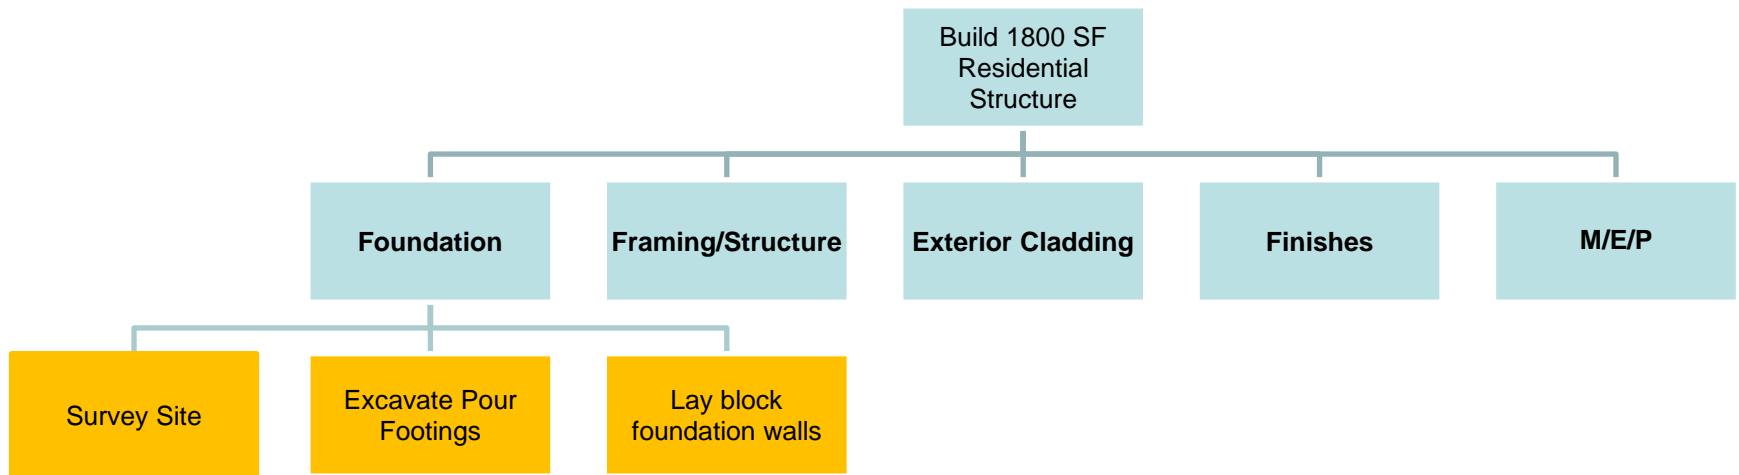 Build 1800 SF
Residential
Structure
Foundation
Framing/Structure
Exterior Cladding
Finishes
M/E/P
Survey Site
Excavate Pour
Footings
Lay block
foundation walls